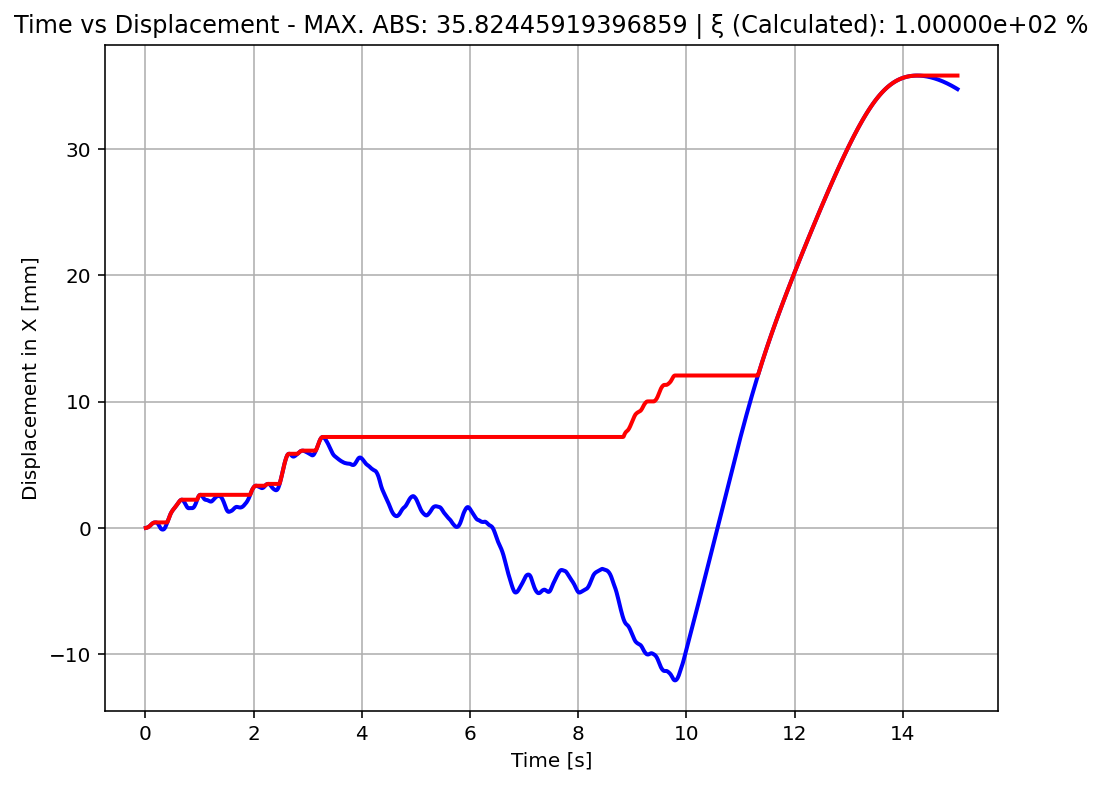 Time vs Displacement - MAX. ABS: 35.82445919396859 | ξ (Calculated): 1.00000e+02 %
Displacement in X [mm]
30
20
10
0
−10
0 2 4 6 8 10 12 14
Time [s]